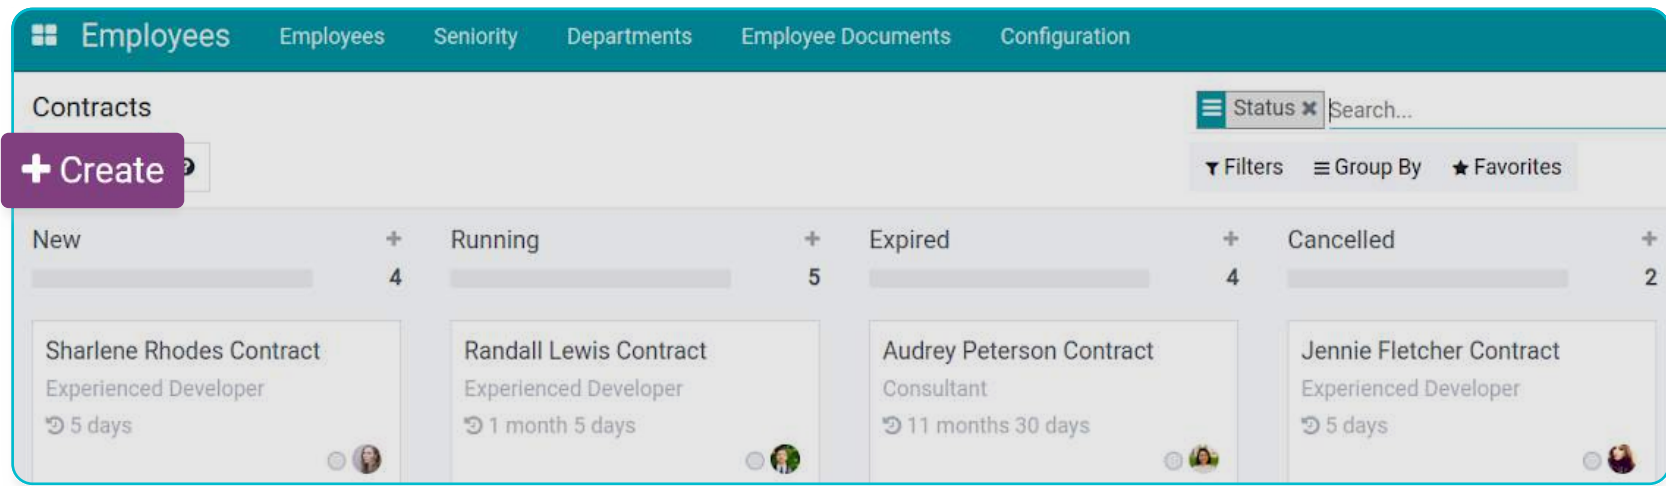 Employees Employees Seniority Departments Employee Documents Configuration
Contracts
Status Search...
Create ?
Filters Group By Favorites
New 4
Running 5
Expired 4
Cancelled 2
Sharlene Rhodes Contract
Experienced Developer
5 days
Randall Lewis Contract
Experienced Developer
1 month 5 days
Audrey Peterson Contract
Consultant
11 months 30 days
Jennie Fletcher Contract
Experienced Developer
5 days